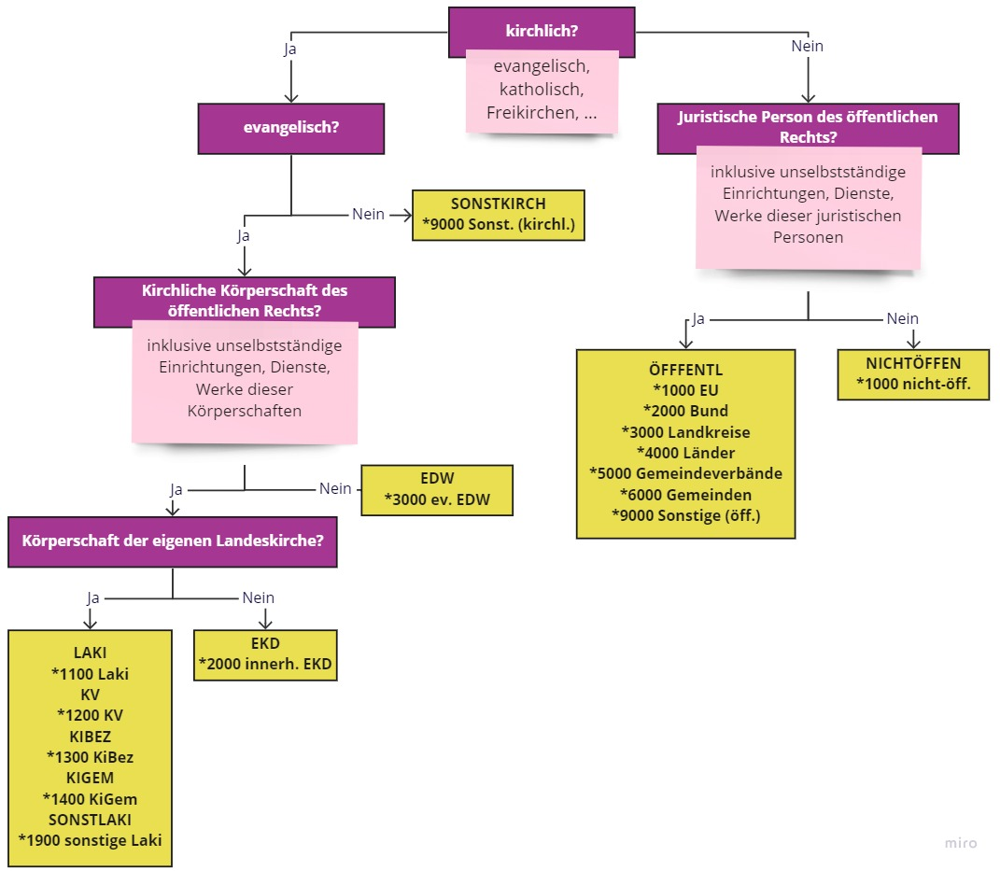 kirchlich?
evangelisch,
katholisch,
Freikirchen, ...
Ja
Nein
evangelisch?
Juristische Person des öffentlichen
Rechts?
inklusive unselbstständige
Einrichtungen, Dienste,
Werke dieser juristischen
Personen
Nein
SONSTKIRCH
*9000 Sonst. (kirchl.)
Ja
Kirchliche Körperschaft des
öffentlichen Rechts?
inklusive unselbstständige
Einrichtungen, Dienste,
Werke dieser
Körperschaften
Ja
Nein
ÖFFFENTL
*1000 EU
*2000 Bund
*3000 Landkreise
*4000 Länder
*5000 Gemeindeverbände
*6000 Gemeinden
*9000 Sonstige (öff.)
NICHTÖFFEN
*1000 nicht-öff.
Ja
Nein
EDW
*3000 ev. EDW
Körperschaft der eigenen Landeskirche?
Ja
Nein
LAKI
*1100 Laki
KV
*1200 KV
KIBEZ
*1300 KiBez
KIGEM
*1400 KiGem
SONSTLAKI
*1900 sonstige Laki
EKD
*2000 innerh. EKD
miro